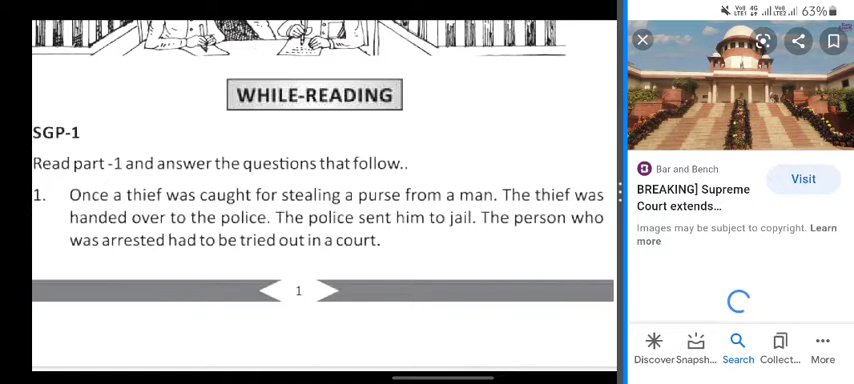 WHILE-READING
SGP-1
Read part -1 and answer the questions that follow..
1. Once a thief was caught for stealing a purse from a man. The thief was
handed over to the police. The police sent him to jail. The person who
was arrested had to be tried out in a court.
1
63%
Bar and Bench
BREAKING] Supreme
Court extends...
Visit
Images may be subject to copyright. Learn
more
Discover Snapsh... Search Collect... More